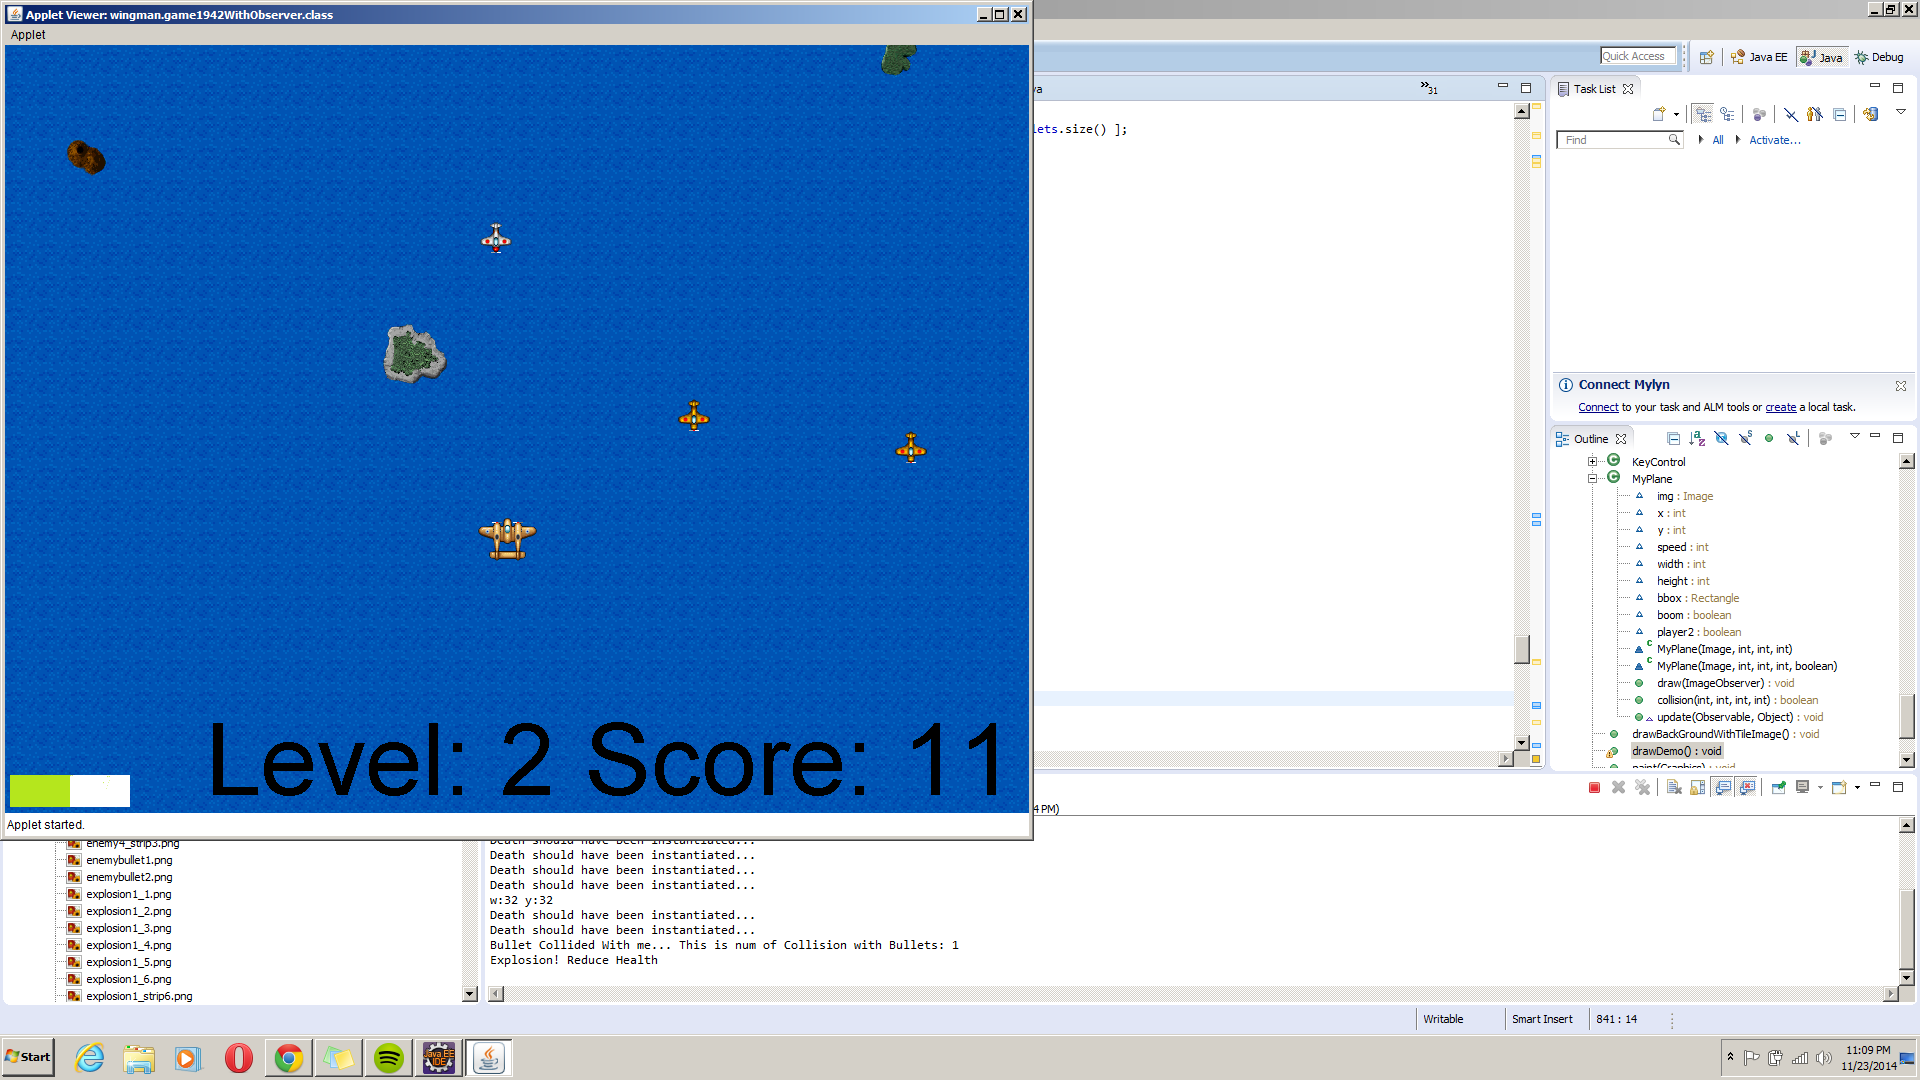 Applet Viewer: wingman.game1942WithObserver.class
Applet
Level: 2 Score: 11
Applet started.
Quick Access
Java EE
Java
Debug
va
31
lets.size() ];
Task List
Find
All
Activate...
Connect Mylyn
Connect to your task and ALM tools or create a local task.
Outline
KeyControl
MyPlane
img : Image
x : int
y : int
speed : int
width : int
height : int
bbox : Rectangle
boom : boolean
player2 : boolean
MyPlane(Image, int, int, int)
MyPlane(Image, int, int, int, boolean)
draw(ImageObserver) : void
collision(int, int, int, int) : boolean
update(Observable, Object) : void
drawBackGroundWithTileImage() : void
drawDemo() : void
paint(Graphics) : void
4 PM)
enemy4_strip3.png
enemybullet1.png
enemybullet2.png
explosion1_1.png
explosion1_2.png
explosion1_3.png
explosion1_4.png
explosion1_5.png
explosion1_6.png
explosion1_strip6.png
Death should have been instantiated...
Death should have been instantiated...
Death should have been instantiated...
Death should have been instantiated...
w:32 y:32
Death should have been instantiated...
Death should have been instantiated...
Bullet Collided With me... This is num of Collision with Bullets: 1
Explosion! Reduce Health
Writable
Smart Insert
841 : 14
Start
Java EE
IDE
11:09 PM
11/23/2014